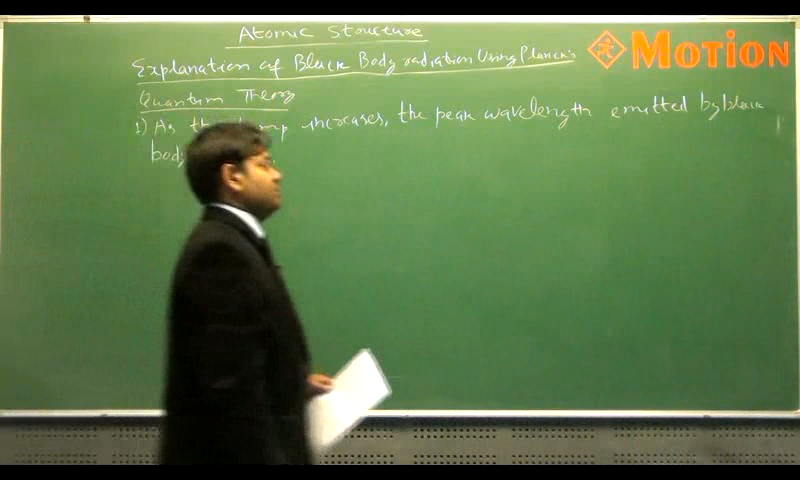 Atomic Structure
Explanation of Black Body radiation Using Planck's
MOTiON
Quantum Theory
1) As the increases, the peak wavelength emitted by black
body